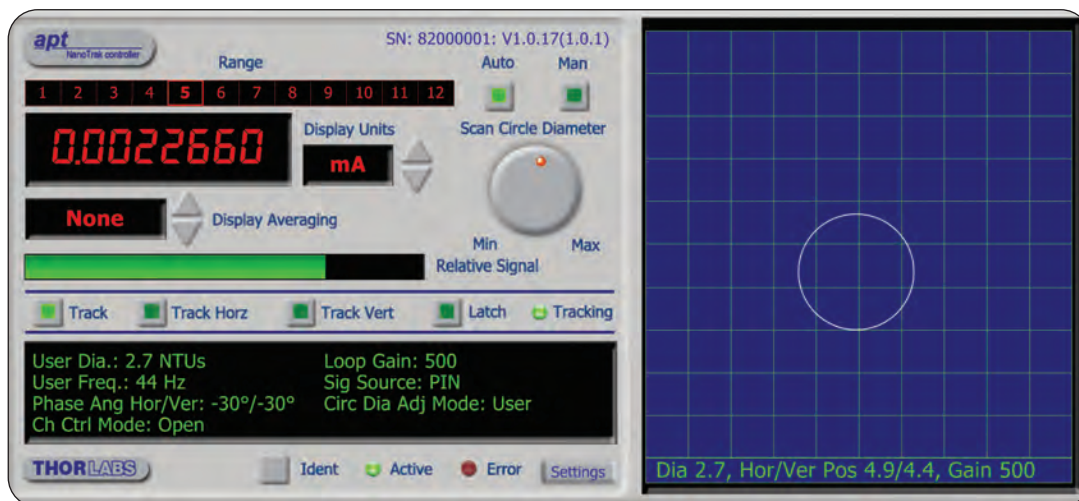 apt
NanoTrak controller
SN: 82000001: V1.0.17(1.0.1)
Range
Auto Man
1 2 3 4 5 6 7 8 9 10 11 12
Display Units
Scan Circle Diameter
0.0022660
mA
None
Display Averaging
Min Max
Relative Signal
Track Track Horz Track Vert Latch Tracking
User Dia.: 2.7 NTUs Loop Gain: 500
User Freq.: 44 Hz Sig Source: PIN
Phase Ang Hor/Ver: -30°/-30° Circ Dia Adj Mode: User
Ch Ctrl Mode: Open
THORLABS Ident Active Error Settings
Dia 2.7, Hor/Ver Pos 4.9/4.4, Gain 500